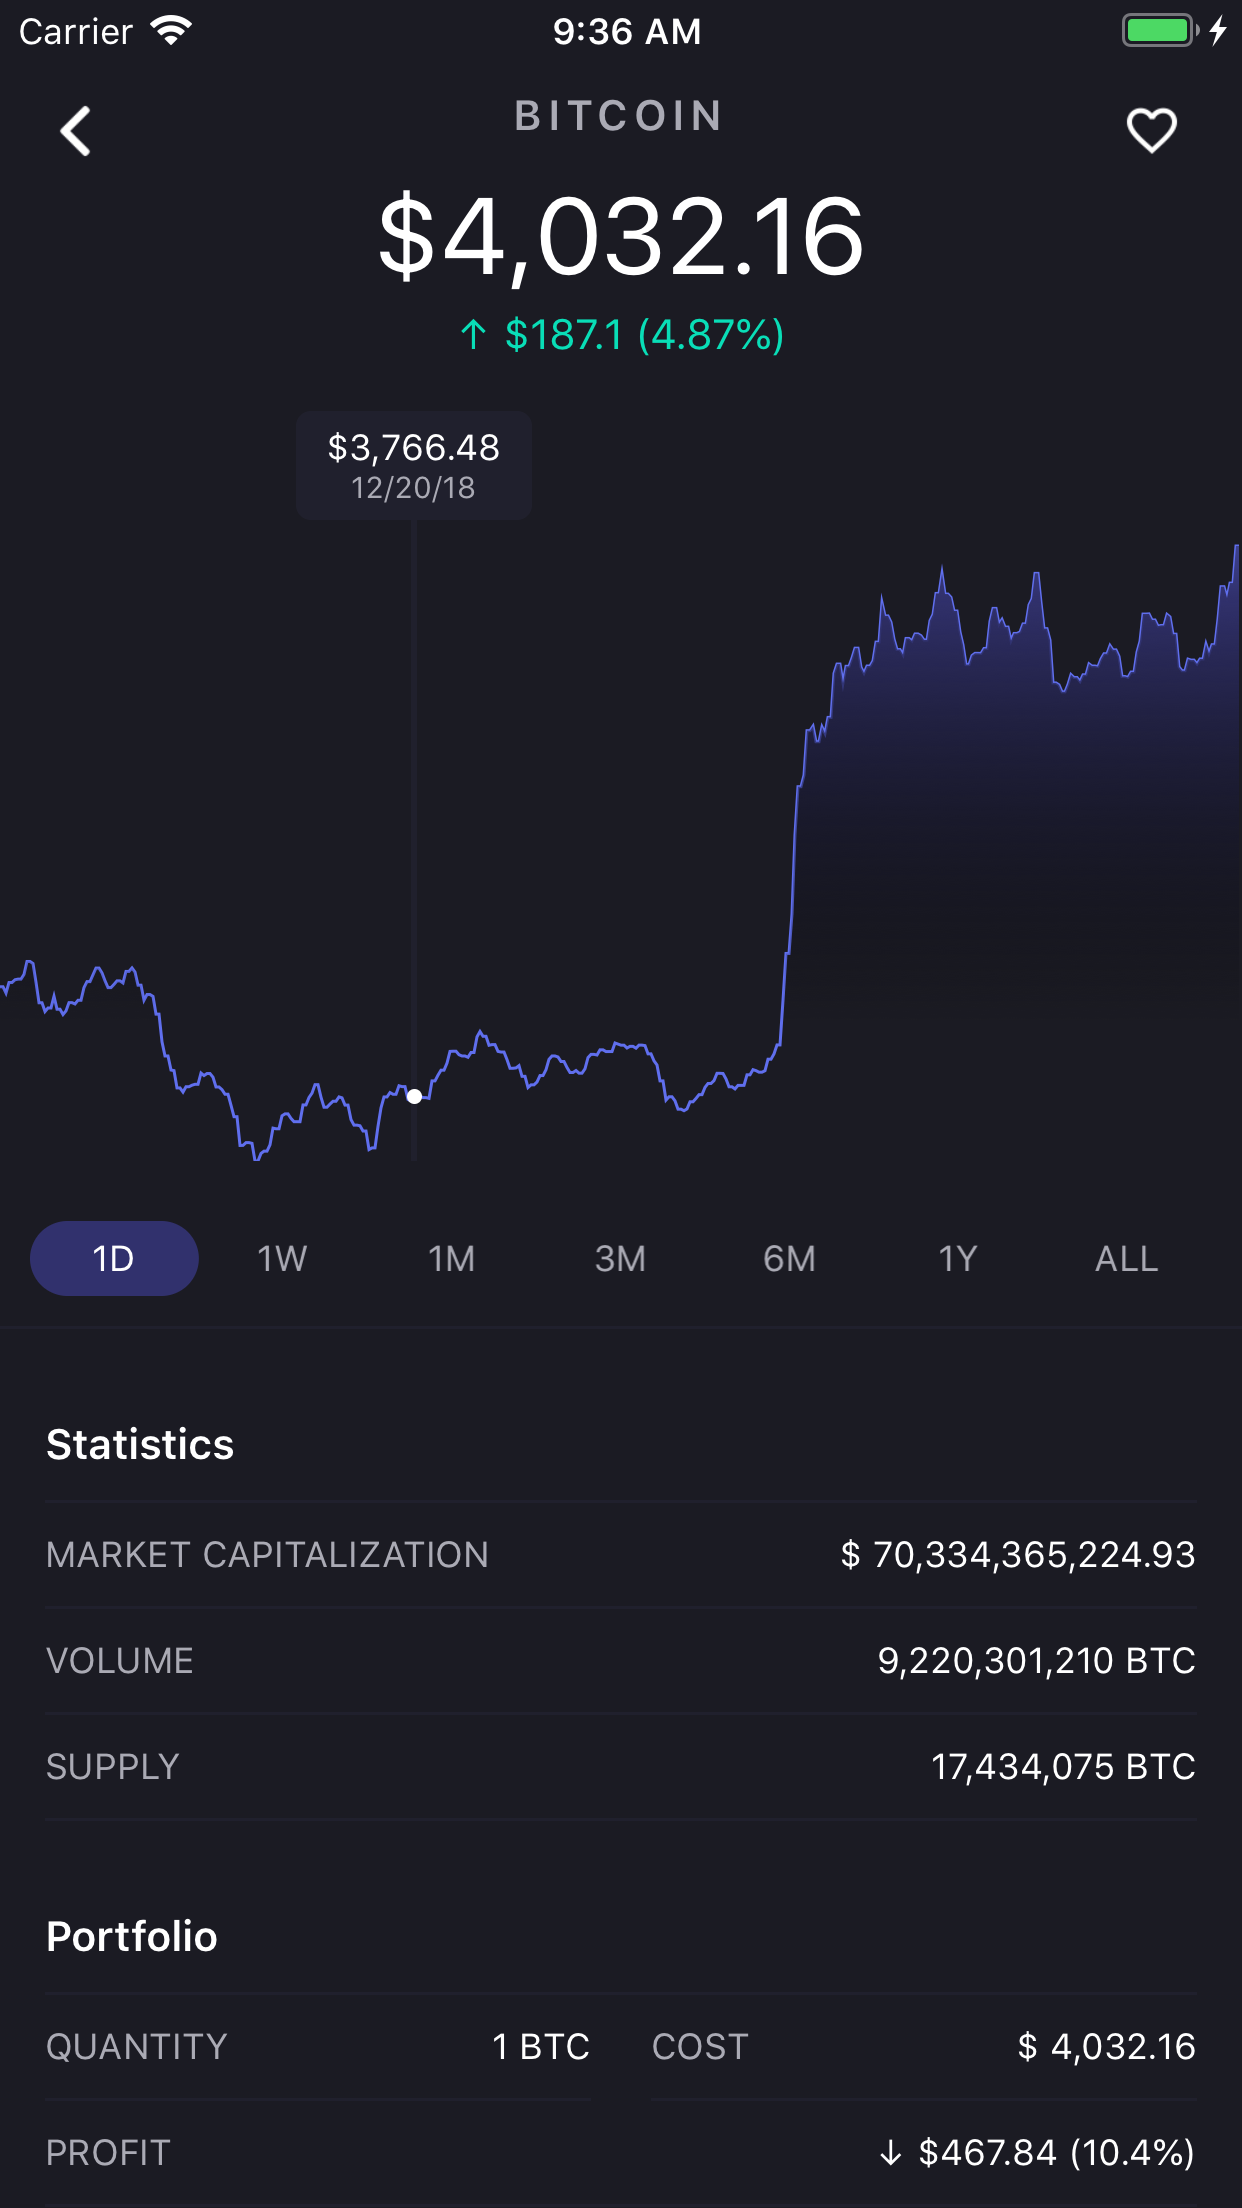 Carrier 9:36 AM
BITCOIN
$4,032.16
↑ $187.1 (4.87%)
$3,766.48
12/20/18
1D 1W 1M 3M 6M 1Y ALL
Statistics
MARKET CAPITALIZATION $ 70,334,365,224.93
VOLUME 9,220,301,210 BTC
SUPPLY 17,434,075 BTC
Portfolio
QUANTITY 1 BTC COST $ 4,032.16
PROFIT ↓ $467.84 (10.4%)